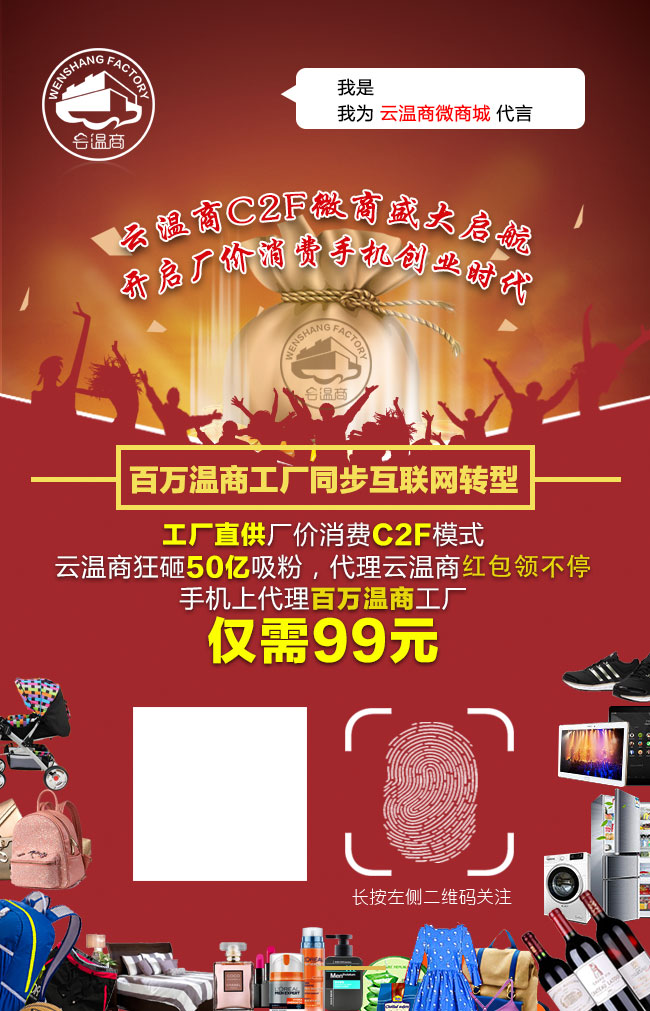 WENSHANG FACTORY
云温商
我是
我为 云温商微商城 代言
云温商C2F微商盛大启航
开启厂价消费手机创业时代
WENSHANG FACTORY
云温商
百万温商工厂同步互联网转型
工厂直供厂价消费C2F模式
云温商狂砸50亿吸粉，代理云温商红包领不停
手机上代理百万温商工厂
仅需99元
长按左侧二维码关注